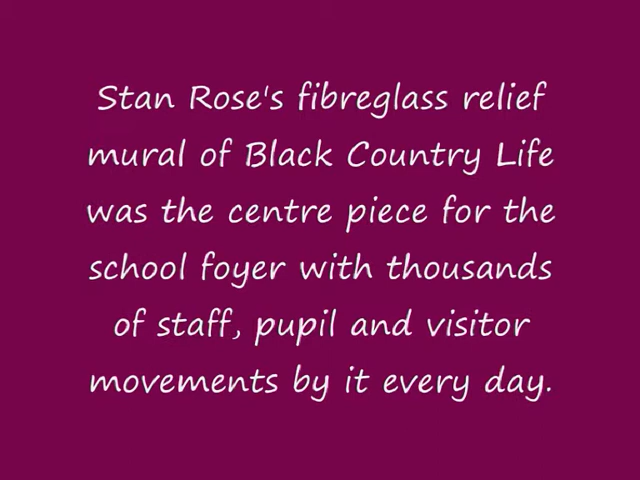 Stan Rose's fibreglass relief
mural of Black Country Life
was the centre piece for the
school foyer with thousands
of staff, pupil and visitor
movements by it every day.